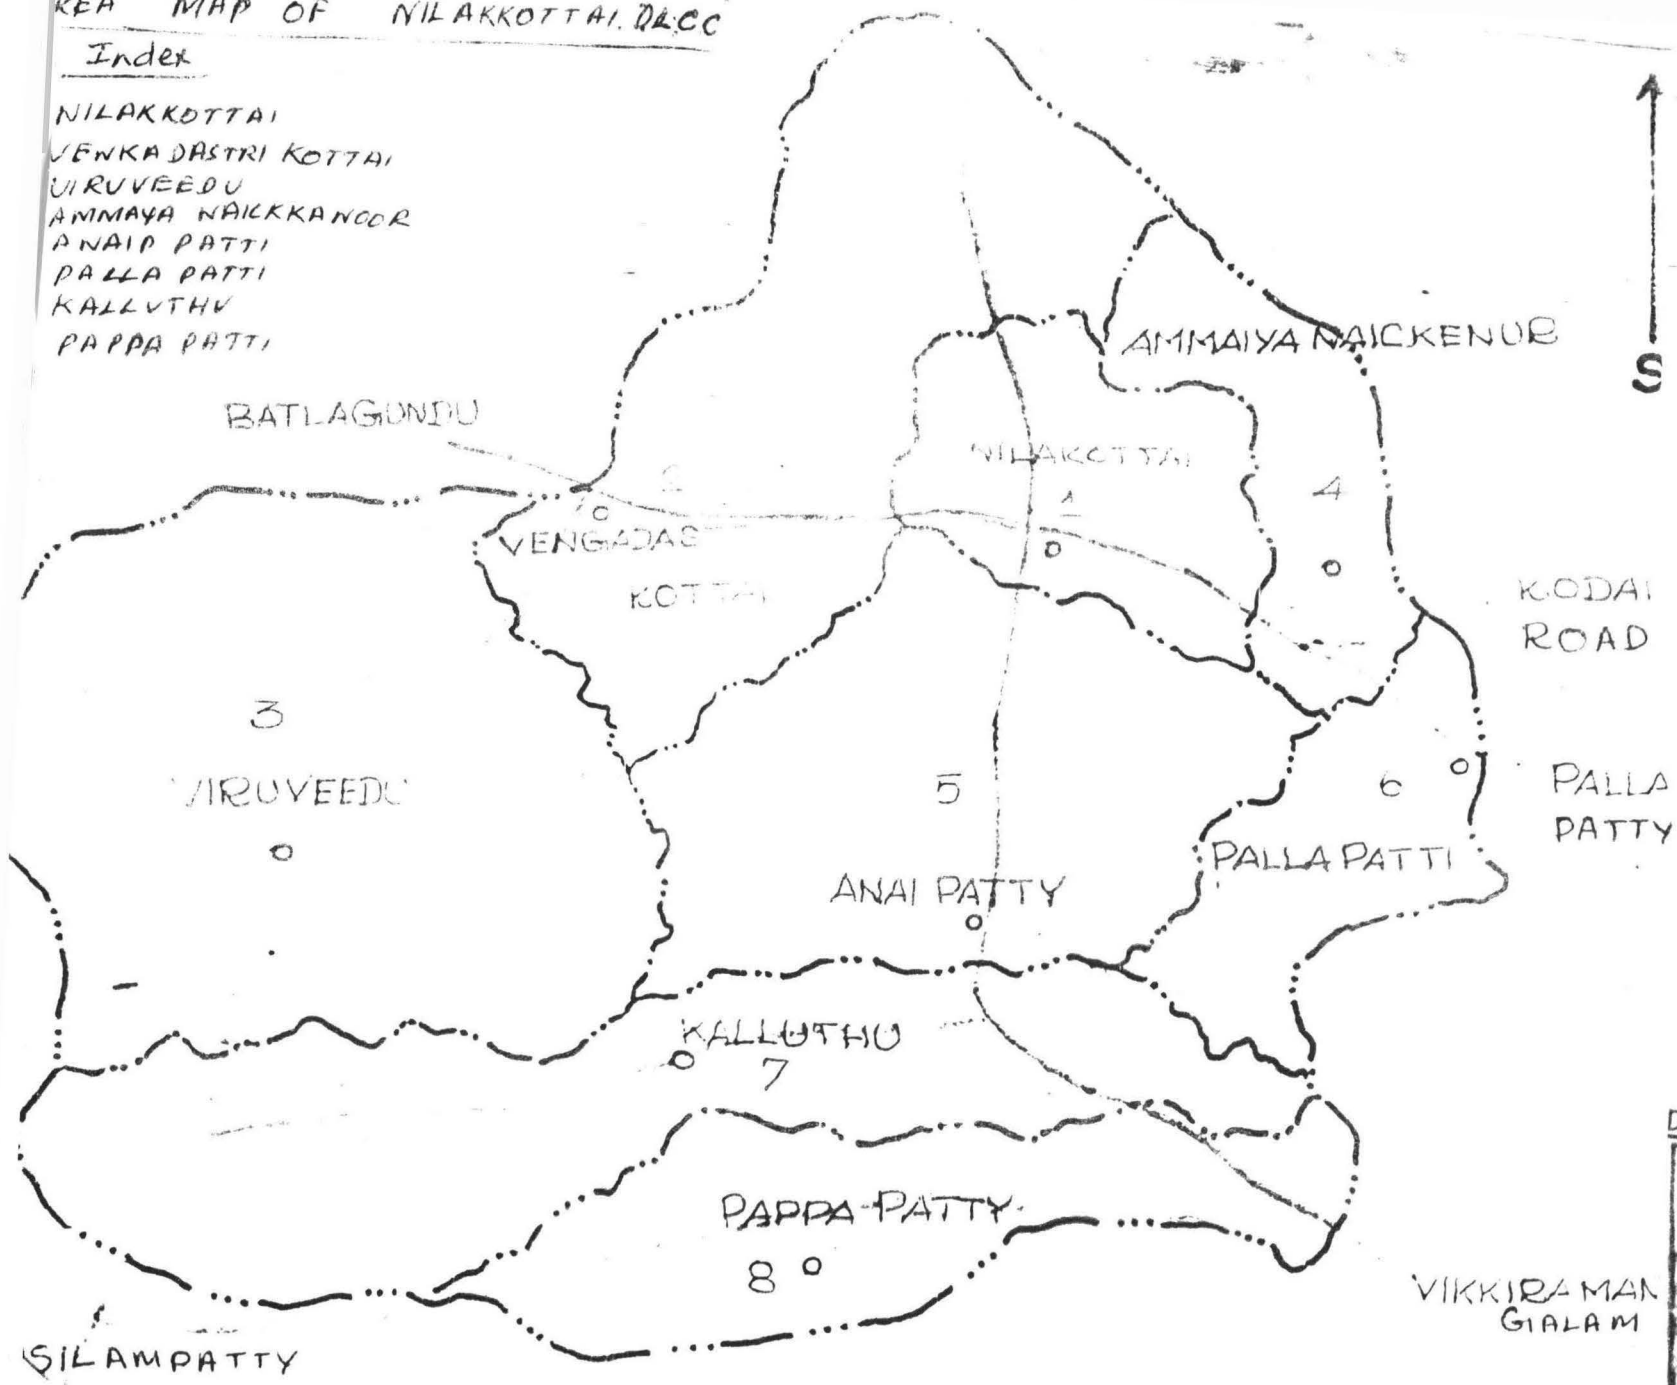 MAP OF NILAKKOTTAI. DLCC
Index
NILAKKOTTAI
VENKADASTRI KOTTAI
VIRUVEEDU
AMMAYA NAICKKANOOR
ANAIP PATTI
PALLA PATTI
KALLUTHU
PAPPA PATTI
S
AMMAIYA NAICKENUR
BATLAGUNDU
NILAKOTTAI
2
1
4
VENGADAS
KOTTAI
KODAI
ROAD
3
VIRUVEEDU
5
6
PALLA
PATTY
PALLA PATTI
ANAI PATTY
KALLUTHU
7
PAPPA-PATTY
8
VIKKIRAMAN
GALAM
SILAMPATTY